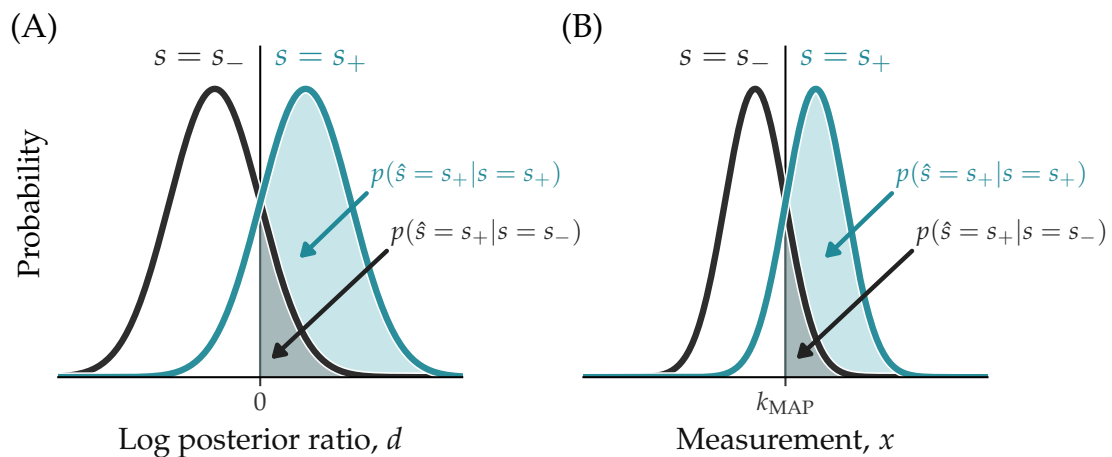 (A)
s = s₋
s = s₊
Probability
p(ŝ = s₊|s = s₊)
p(ŝ = s₊|s = s₋)
0
Log posterior ratio, d
(B)
s = s₋
s = s₊
p(ŝ = s₊|s = s₊)
p(ŝ = s₊|s = s₋)
k_MAP
Measurement, x